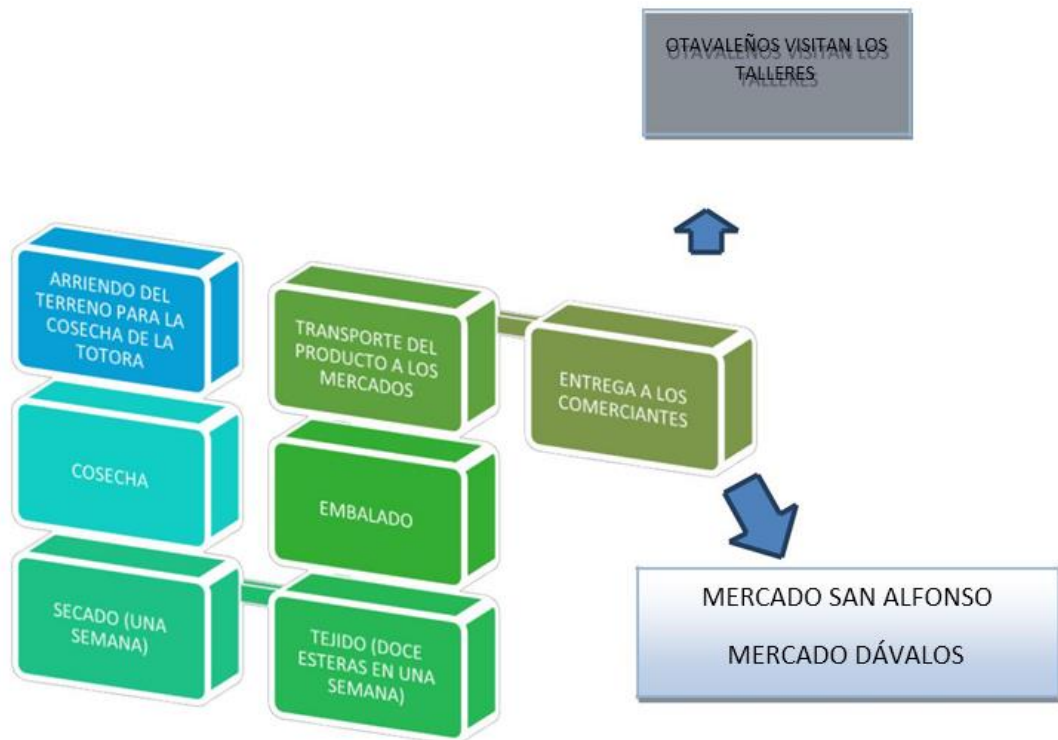 OTAVALEÑOS VISITAN LOS
TALLERES
ARRIENDO DEL
TERRENO PARA LA
COSECHA DE LA
TOTORA
COSECHA
SECADO (UNA
SEMANA)
TEJIDO (DOCE
ESTERAS EN UNA
SEMANA)
EMBALADO
TRANSPORTE DEL
PRODUCTO A LOS
MERCADOS
ENTREGA A LOS
COMERCIANTES
MERCADO SAN ALFONSO
MERCADO DÁVALOS